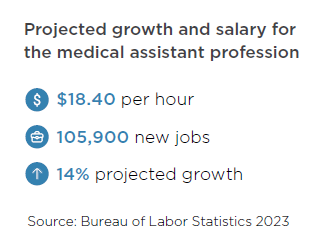 Projected growth and salary for
the medical assistant profession
$18.40 per hour
105,900 new jobs
14% projected growth
Source: Bureau of Labor Statistics 2023